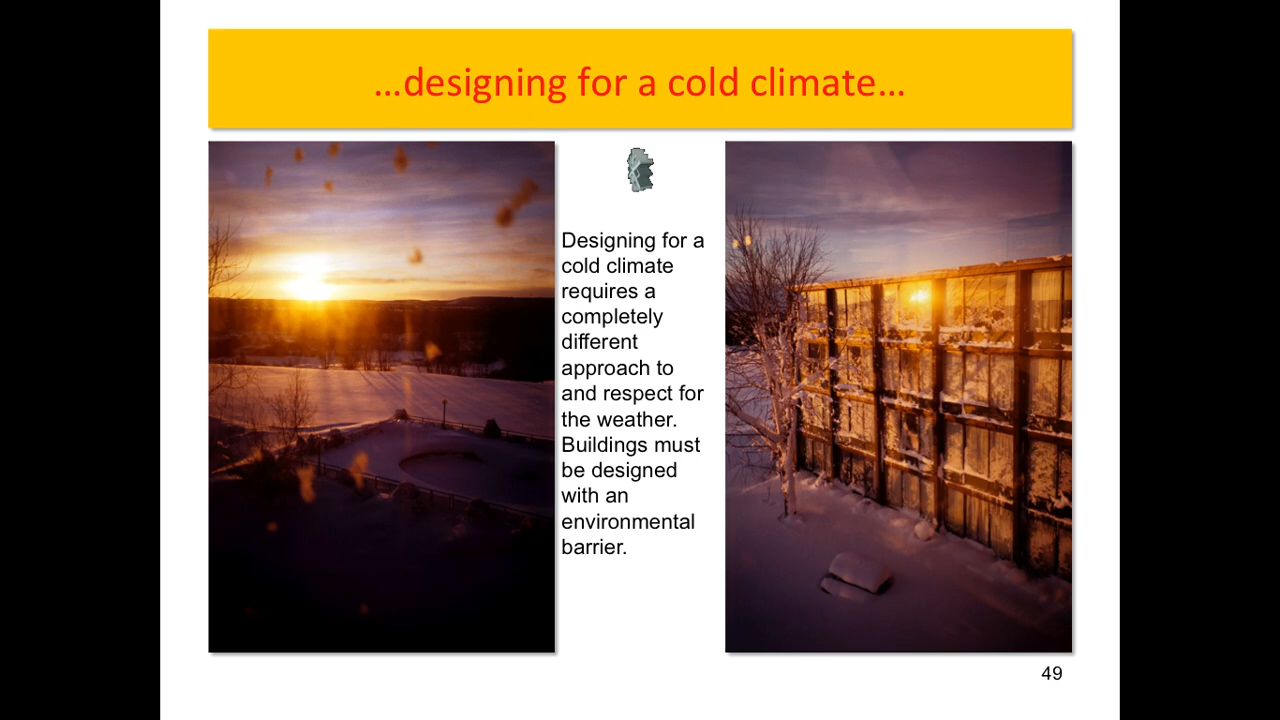 …designing for a cold climate…
Designing for a
cold climate
requires a
completely
different
approach to
and respect for
the weather.
Buildings must
be designed
with an
environmental
barrier.
49